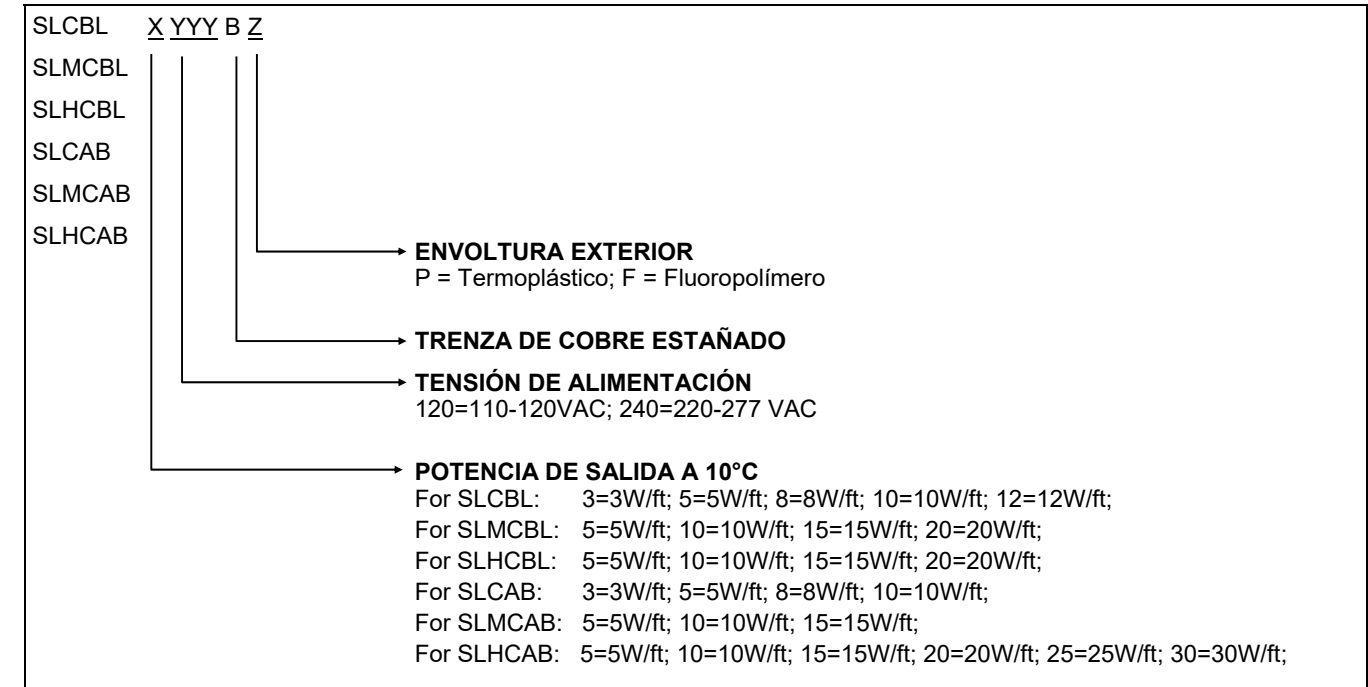 SLCBL X YYY B Z
SLMCBL
SLHCBL
SLCAB
SLMCAB
SLHCAB
ENVOLTURA EXTERIOR
P = Termoplástico; F = Fluoropolímero
TRENZA DE COBRE ESTAÑADO
TENSIÓN DE ALIMENTACIÓN
120=110-120VAC; 240=220-277 VAC
POTENCIA DE SALIDA A 10°C
For SLCBL: 3=3W/ft; 5=5W/ft; 8=8W/ft; 10=10W/ft; 12=12W/ft;
For SLMCBL: 5=5W/ft; 10=10W/ft; 15=15W/ft; 20=20W/ft;
For SLHCBL: 5=5W/ft; 10=10W/ft; 15=15W/ft; 20=20W/ft;
For SLCAB: 3=3W/ft; 5=5W/ft; 8=8W/ft; 10=10W/ft;
For SLMCAB: 5=5W/ft; 10=10W/ft; 15=15W/ft;
For SLHCAB: 5=5W/ft; 10=10W/ft; 15=15W/ft; 20=20W/ft; 25=25W/ft; 30=30W/ft;